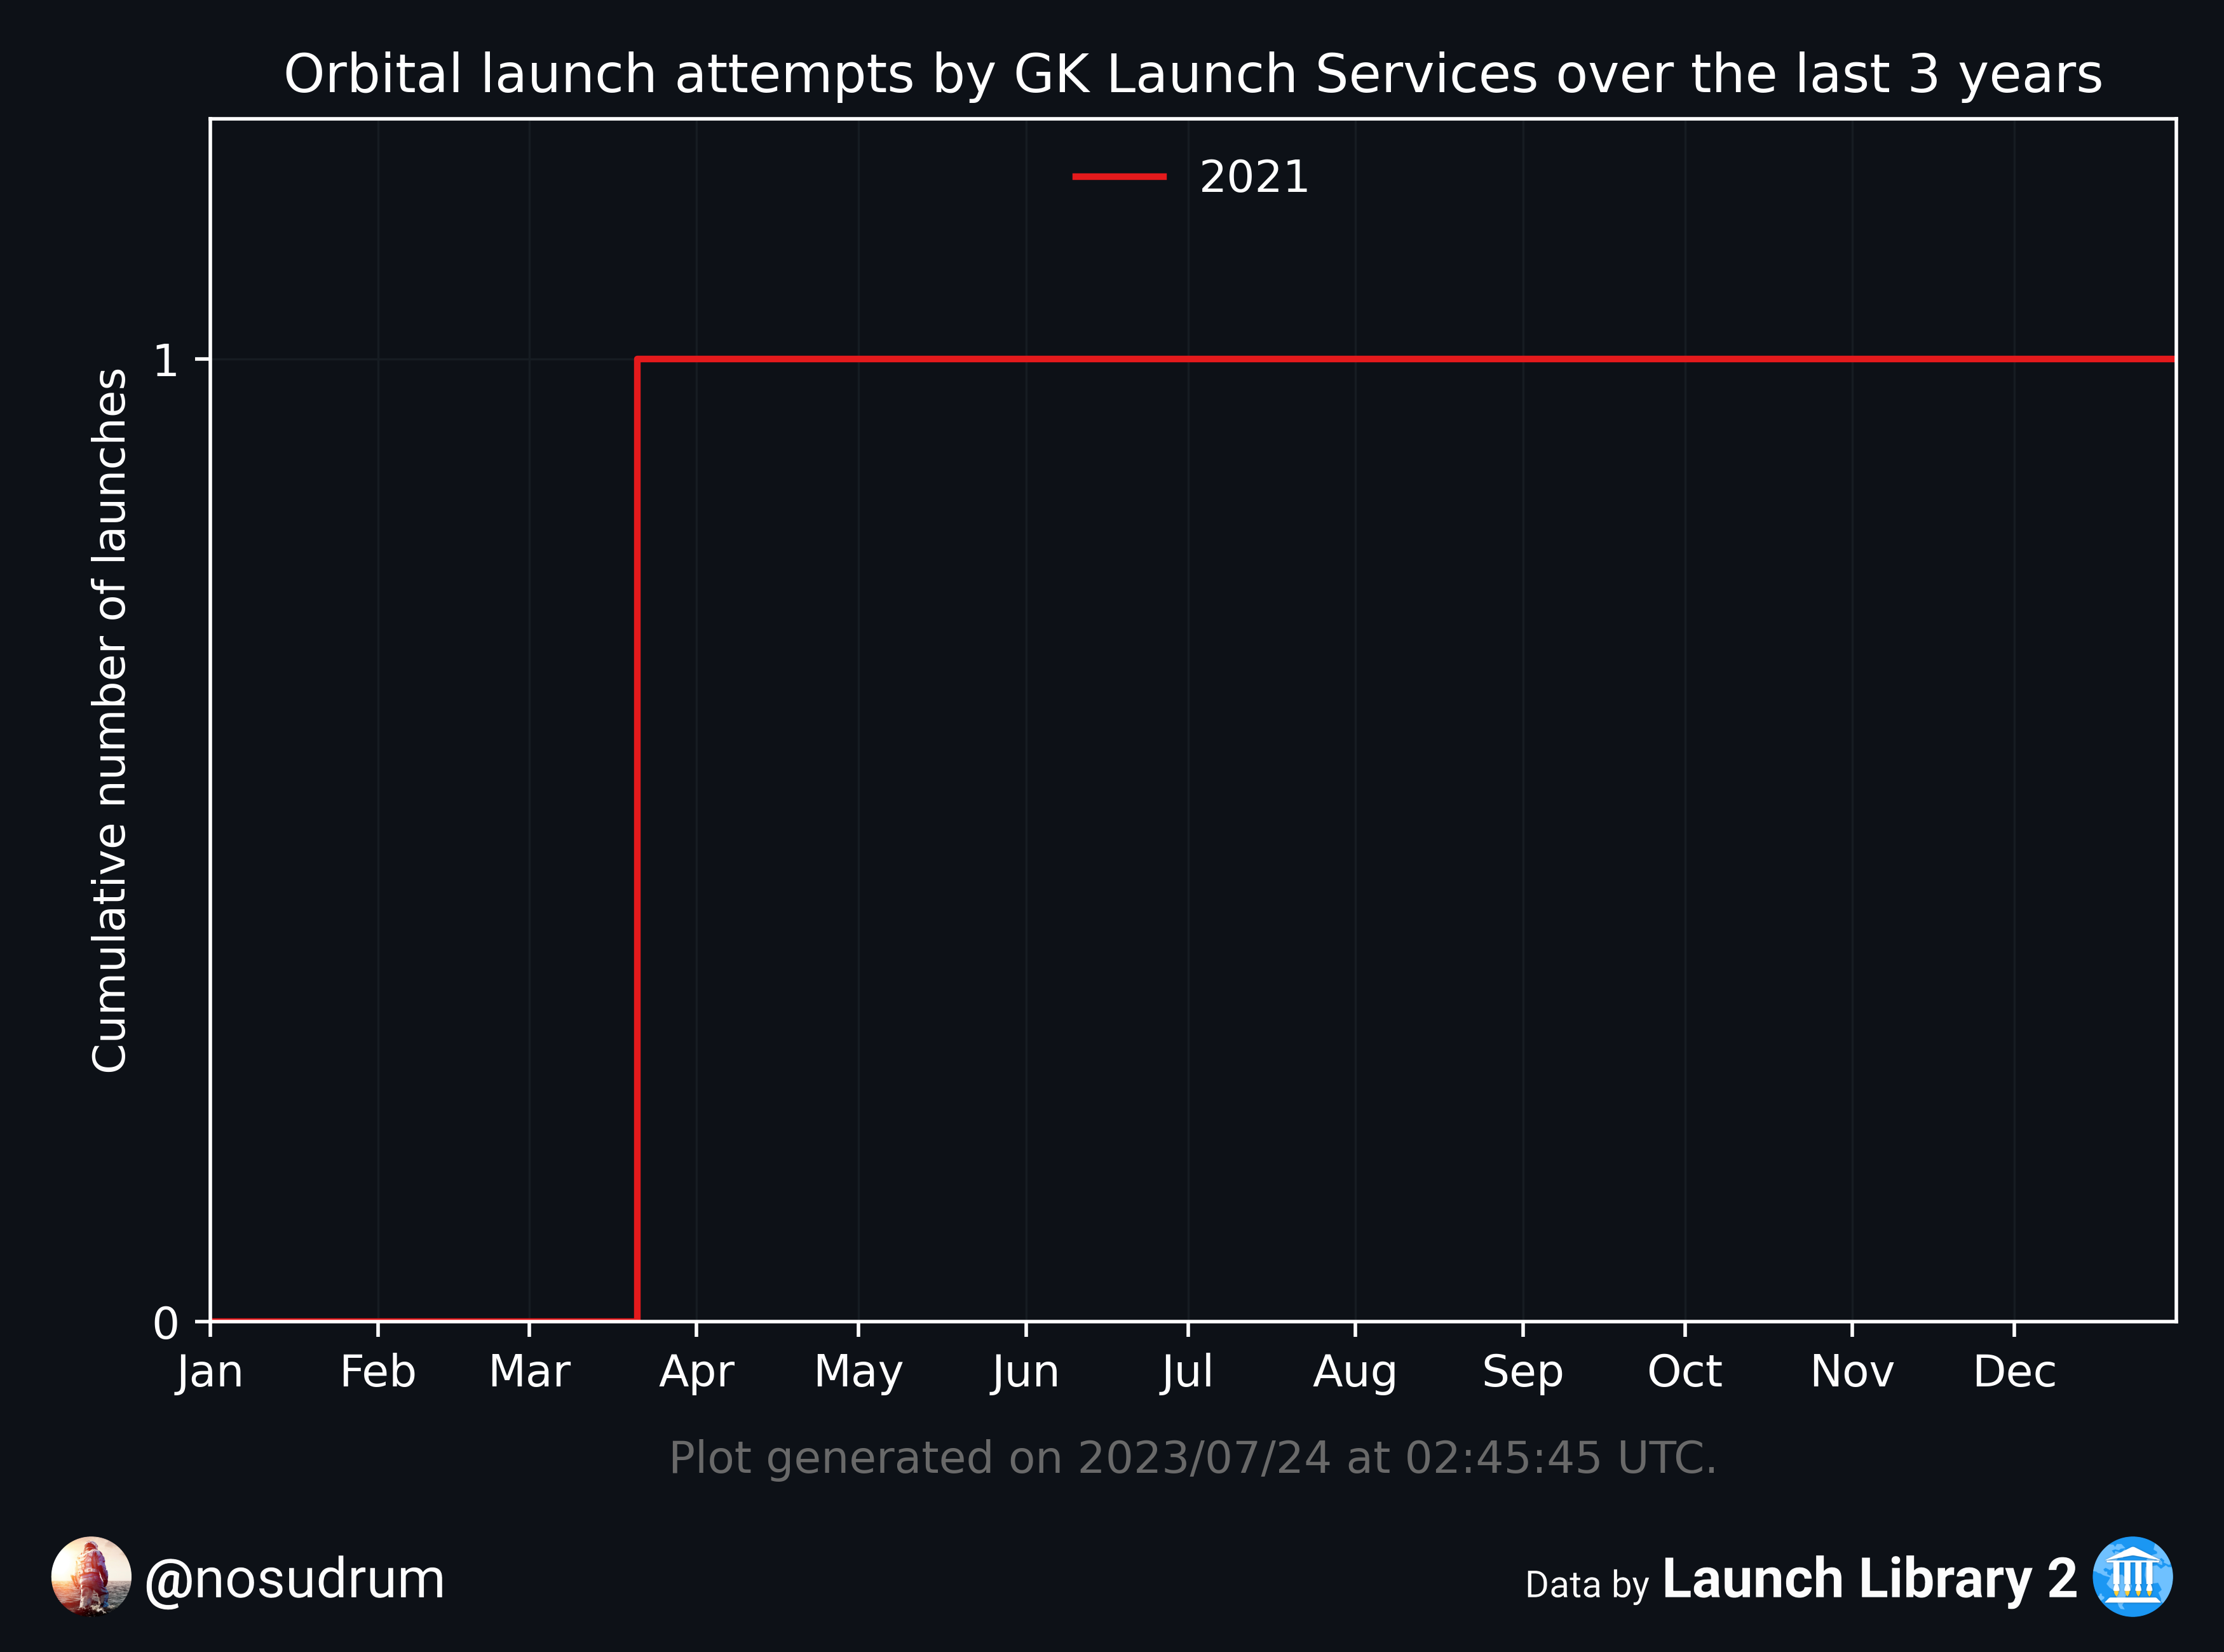 Orbital launch attempts by GK Launch Services over the last 3 years
2021
Cumulative number of launches
1
0
Jan Feb Mar Apr May Jun Jul Aug Sep Oct Nov Dec
Plot generated on 2023/07/24 at 02:45:45 UTC.
@nosudrum
Data by Launch Library 2